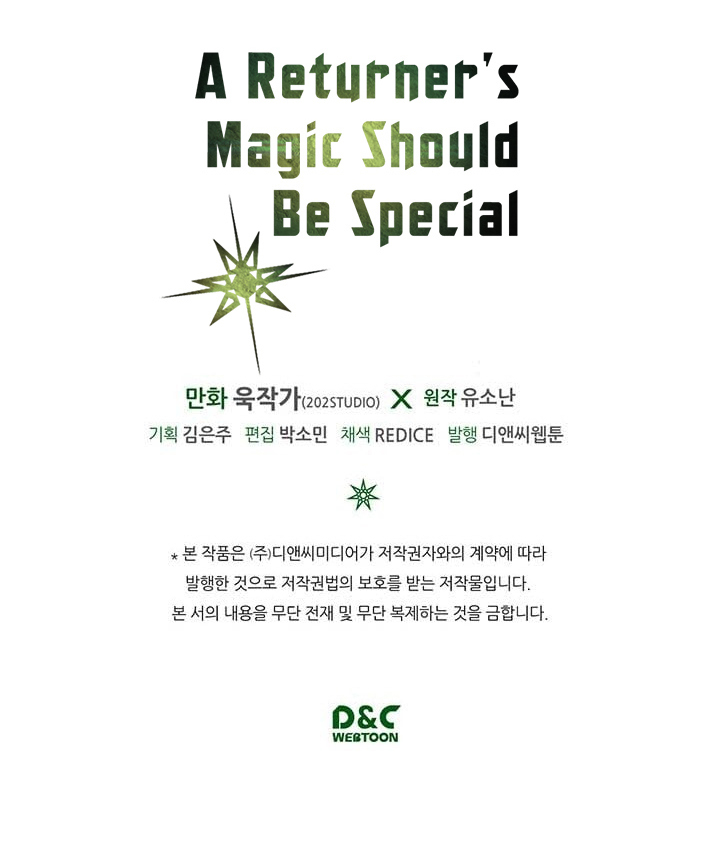 A Returner's
Magic Should
Be Special
만화 욱작가(202STUDIO) X 원작 유소난
기획 김은주 편집 박소민 채색 REDICE 발행 디앤씨웹툰
* 본 작품은 (주)디앤씨미디어가 저작권자와의 계약에 따라
발행한 것으로 저작권법의 보호를 받는 저작물입니다.
본 서의 내용을 무단 전재 및 무단 복제하는 것을 금합니다.
D&C
WEBTOON